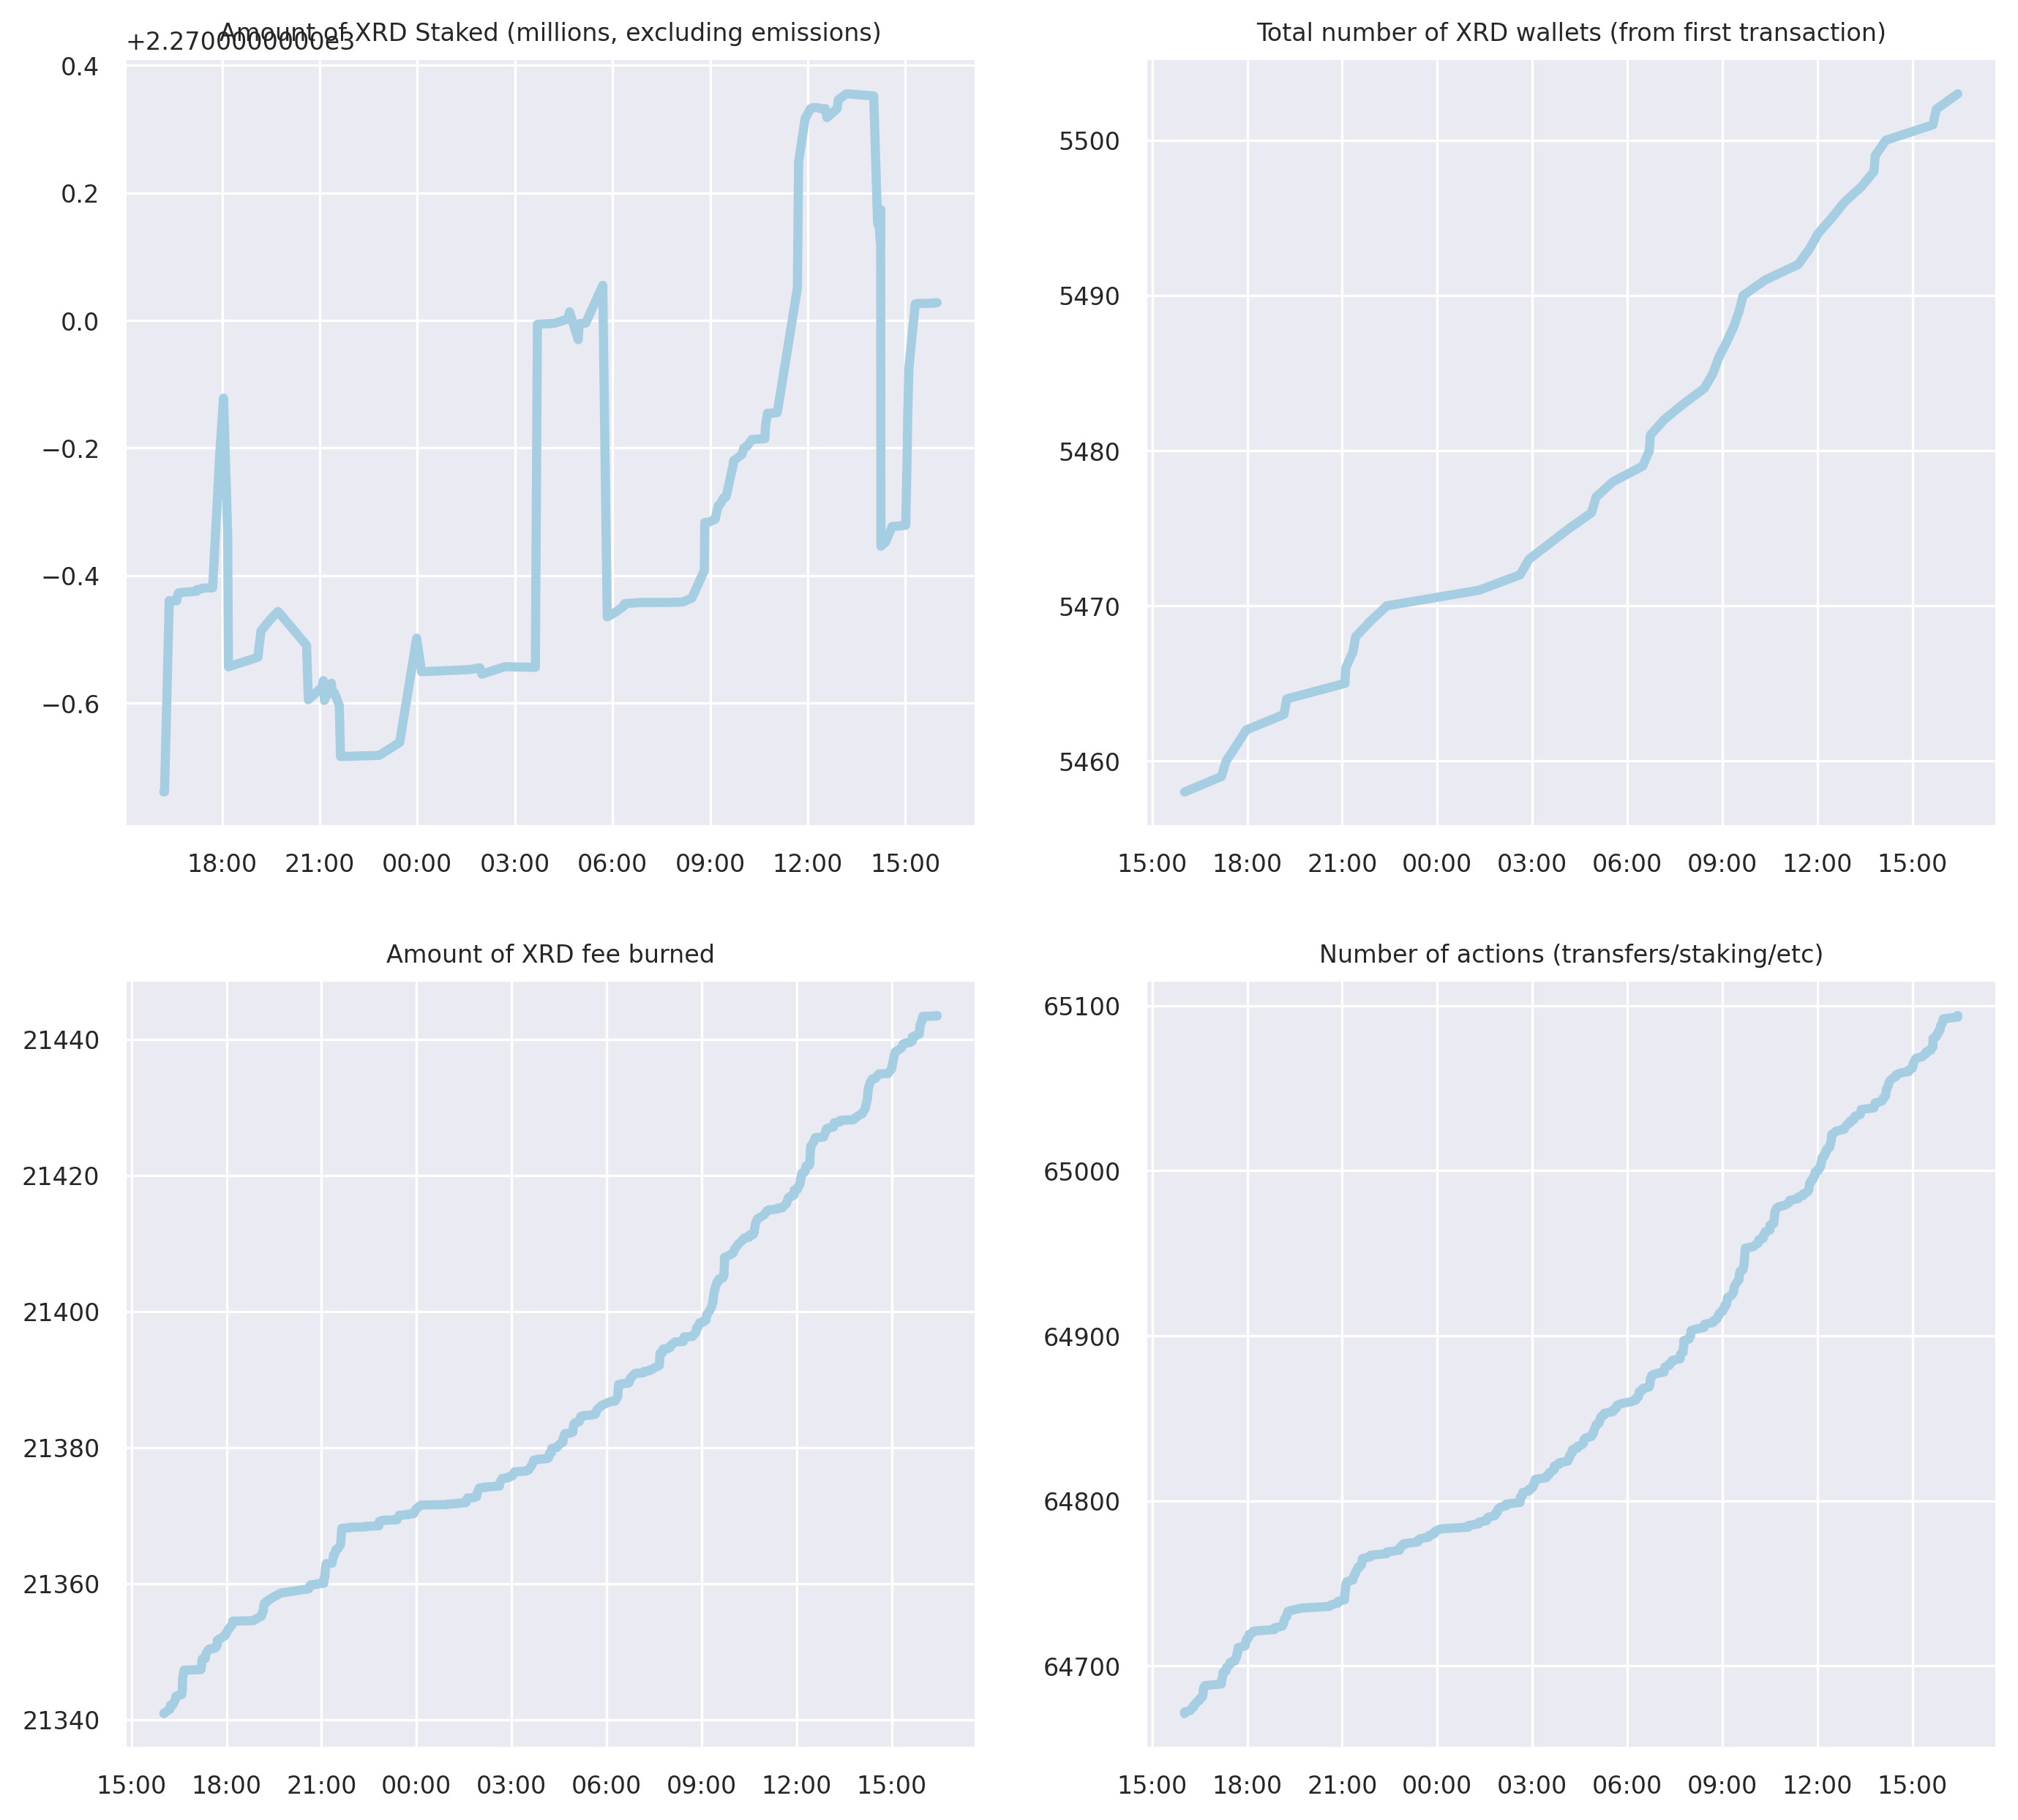 Amount of XRD Staked (millions, excluding emissions)
+2.2700000000e3
0.4
0.2
0.0
−0.2
−0.4
−0.6
18:00 21:00 00:00 03:00 06:00 09:00 12:00 15:00
Total number of XRD wallets (from first transaction)
5500
5490
5480
5470
5460
15:00 18:00 21:00 00:00 03:00 06:00 09:00 12:00 15:00
Amount of XRD fee burned
21440
21420
21400
21380
21360
21340
15:00 18:00 21:00 00:00 03:00 06:00 09:00 12:00 15:00
Number of actions (transfers/staking/etc)
65100
65000
64900
64800
64700
15:00 18:00 21:00 00:00 03:00 06:00 09:00 12:00 15:00